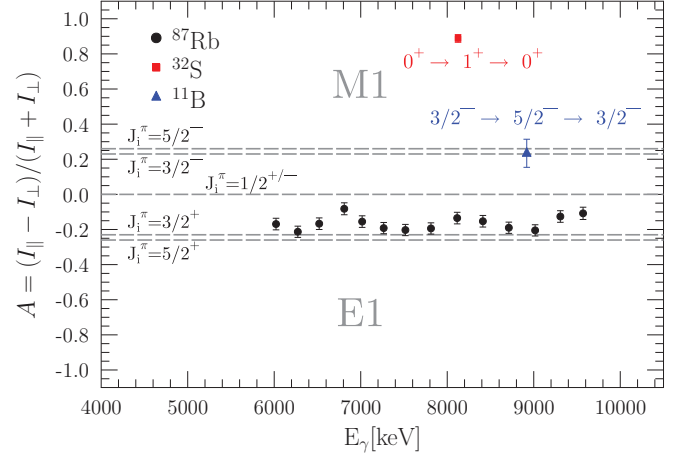 1.0
0.8
0.6
0.4
0.2
0.0
-0.2
-0.4
-0.6
-0.8
-1.0
A = (I∥ − I⊥)/(I∥ + I⊥)
⁸⁷Rb
³²S
¹¹B
M1
0⁺ → 1⁺ → 0⁺
3/2⁻ → 5/2⁻ → 3/2⁻
Jᵢ^π=5/2⁻
Jᵢ^π=3/2⁻
Jᵢ^π=1/2⁺/⁻
Jᵢ^π=3/2⁺
Jᵢ^π=5/2⁺
E1
4000 5000 6000 7000 8000 9000 10000
Eγ[keV]